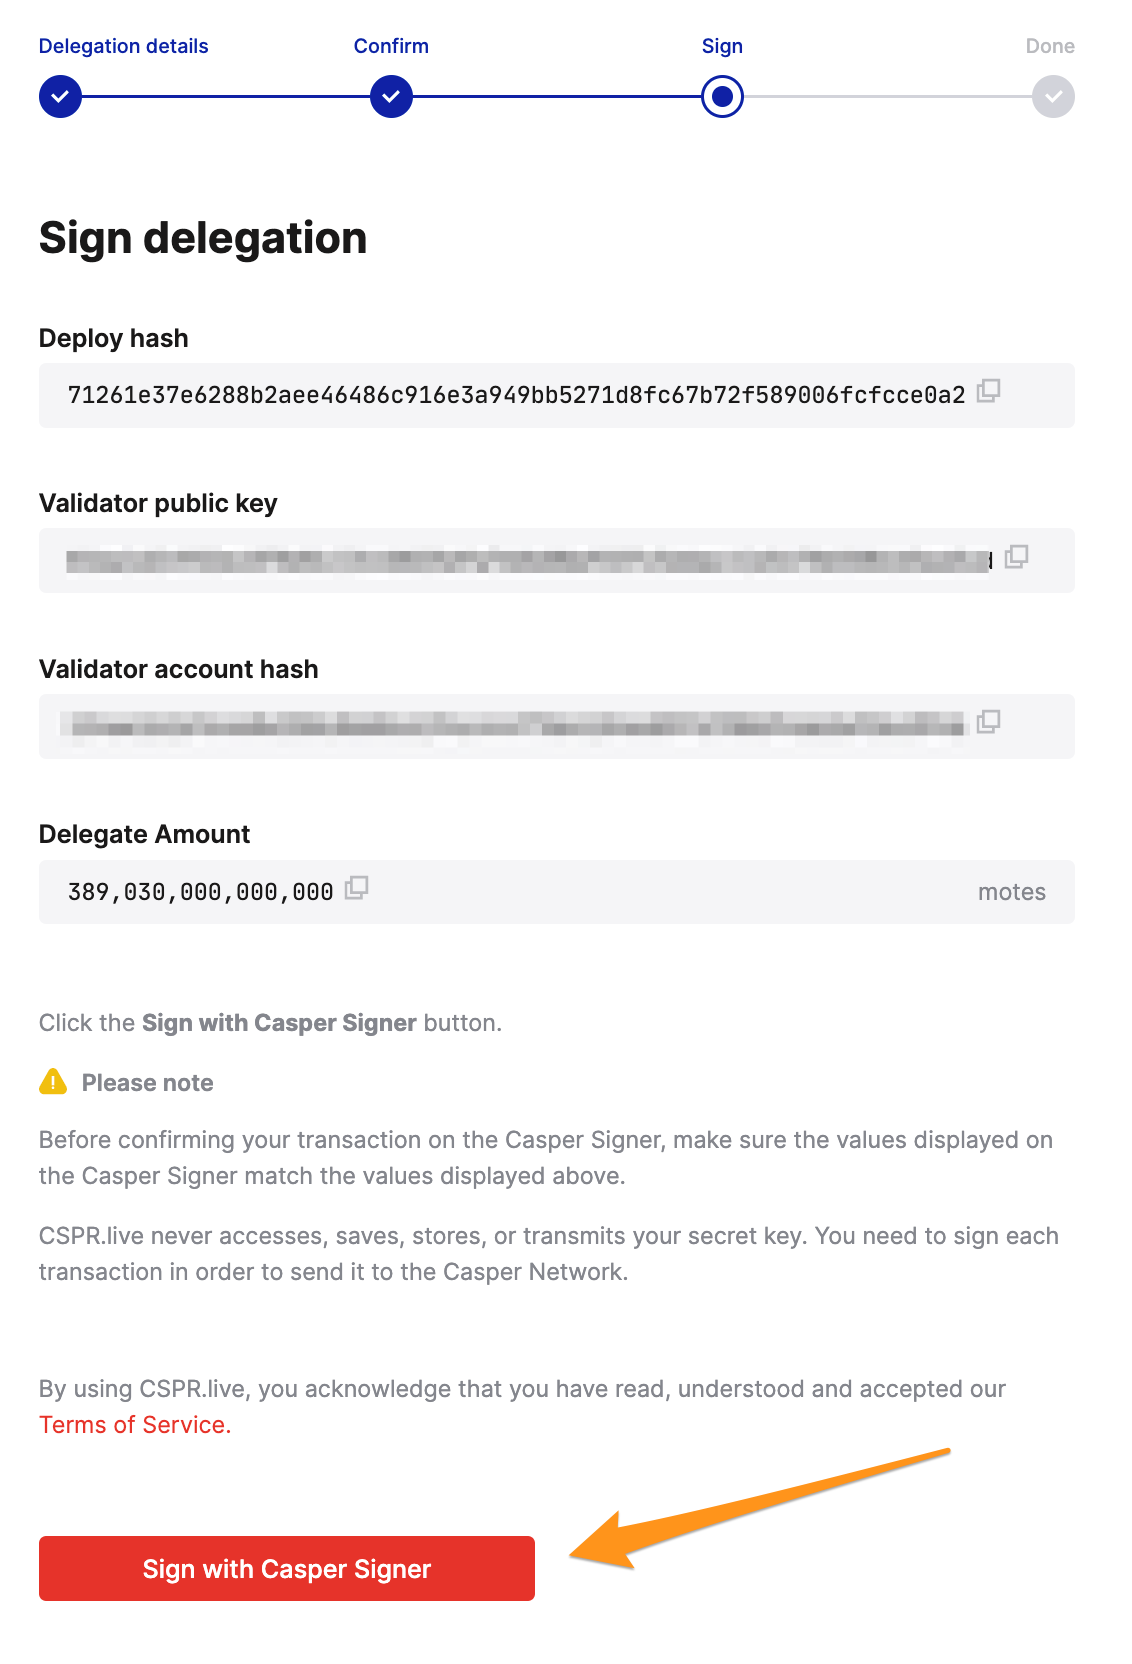 Delegation details
Confirm
Sign
Done
Sign delegation
Deploy hash
71261e37e6288b2aee46486c916e3a949bb5271d8fc67b72f589006fcfcce0a2
Validator public key
Validator account hash
Delegate Amount
389,030,000,000,000
motes
Click the Sign with Casper Signer button.
Please note
Before confirming your transaction on the Casper Signer, make sure the values displayed on
the Casper Signer match the values displayed above.
CSPR.live never accesses, saves, stores, or transmits your secret key. You need to sign each
transaction in order to send it to the Casper Network.
By using CSPR.live, you acknowledge that you have read, understood and accepted our
Terms of Service.
Sign with Casper Signer